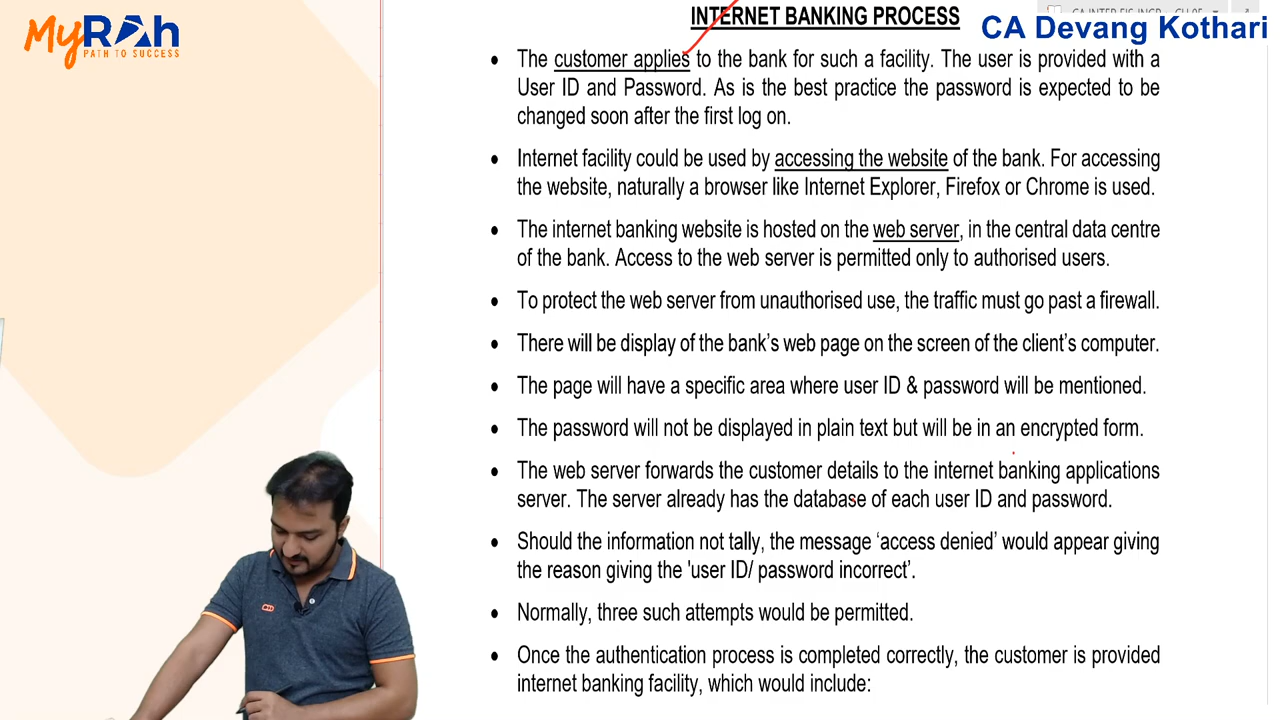 MyRAh
PATH TO SUCCESS
INTERNET BANKING PROCESS
CA Devang Kothari
• The customer applies to the bank for such a facility. The user is provided with a
User ID and Password. As is the best practice the password is expected to be
changed soon after the first log on.
• Internet facility could be used by accessing the website of the bank. For accessing
the website, naturally a browser like Internet Explorer, Firefox or Chrome is used.
• The internet banking website is hosted on the web server, in the central data centre
of the bank. Access to the web server is permitted only to authorised users.
• To protect the web server from unauthorised use, the traffic must go past a firewall.
• There will be display of the bank's web page on the screen of the client's computer.
• The page will have a specific area where user ID & password will be mentioned.
• The password will not be displayed in plain text but will be in an encrypted form.
• The web server forwards the customer details to the internet banking applications
server. The server already has the database of each user ID and password.
• Should the information not tally, the message ‘access denied’ would appear giving
the reason giving the 'user ID/ password incorrect’.
• Normally, three such attempts would be permitted.
• Once the authentication process is completed correctly, the customer is provided
internet banking facility, which would include: